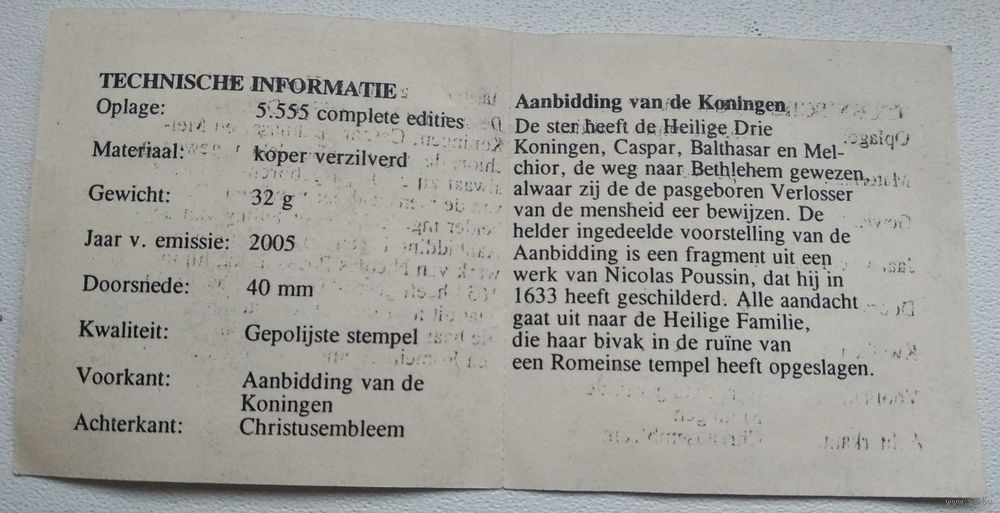 TECHNISCHE INFORMATIE
Oplage: 5.555 complete edities
Materiaal: koper verzilverd
Gewicht: 32 g
Jaar v. emissie: 2005
Doorsnede: 40 mm
Kwaliteit: Gepolijste stempel
Voorkant: Aanbidding van de
Koningen
Achterkant: Christusembleem
Aanbidding van de Koningen
De ster heeft de Heilige Drie
Koningen, Caspar, Balthasar en Mel-
chior, de weg naar Bethlehem gewezen,
alwaar zij de de pasgeboren Verlosser
van de mensheid eer bewijzen. De
helder ingedeelde voorstelling van de
Aanbidding is een fragment uit een
werk van Nicolas Poussin, dat hij in
1633 heeft geschilderd. Alle aandacht
gaat uit naar de Heilige Familie,
die haar bivak in de ruïne van
een Romeinse tempel heeft opgeslagen.